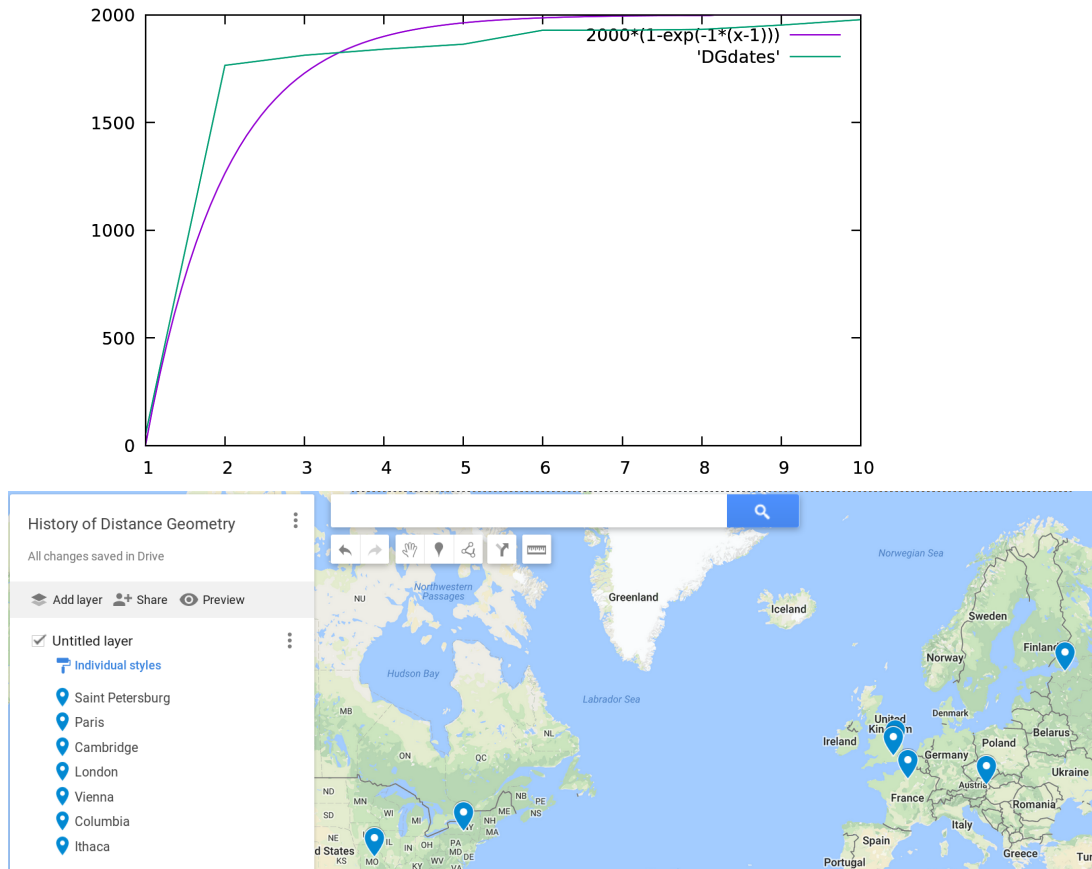 2000
2000*(1-exp(-1*(x-1)))
'DGdates'
1500
1000
500
0
1 2 3 4 5 6 7 8 9 10
History of Distance Geometry
All changes saved in Drive
Add layer Share Preview
Untitled layer
Individual styles
Saint Petersburg
Paris
Cambridge
London
Vienna
Columbia
Ithaca
Norwegian Sea
Northwestern
Passages
NU
Greenland
Iceland
Sweden
Finland
Norway
Hudson Bay
Labrador Sea
MB
NL
ON
QC
Denmark
United
Kingdom
Ireland
Belarus
Poland
Germany
Ukraine
Austria
France
Romania
Italy
Spain
Portugal
Greece
Tur
ND
MN
SD
WI
NB
PE
NS
ME
NH
MA
NE
IL
IN
OH
PA
MD
DE
d States
KS
MO
KY
WV
VA